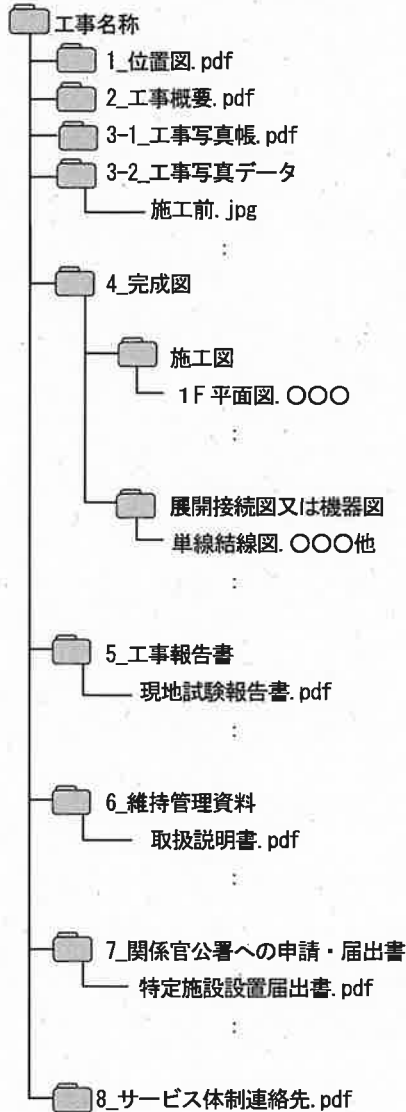 工事名称
1_位置図.pdf
2_工事概要.pdf
3-1_工事写真帳.pdf
3-2_工事写真データ
施工前.jpg
:
4_完成図
施工図
1F平面図.〇〇〇
:
展開接続図又は機器図
単線結線図.〇〇〇他
:
5_工事報告書
現地試験報告書.pdf
:
6_維持管理資料
取扱説明書.pdf
:
7_関係官公署への申請・届出書
特定施設設置届出書.pdf
:
8_サービス体制連絡先.pdf